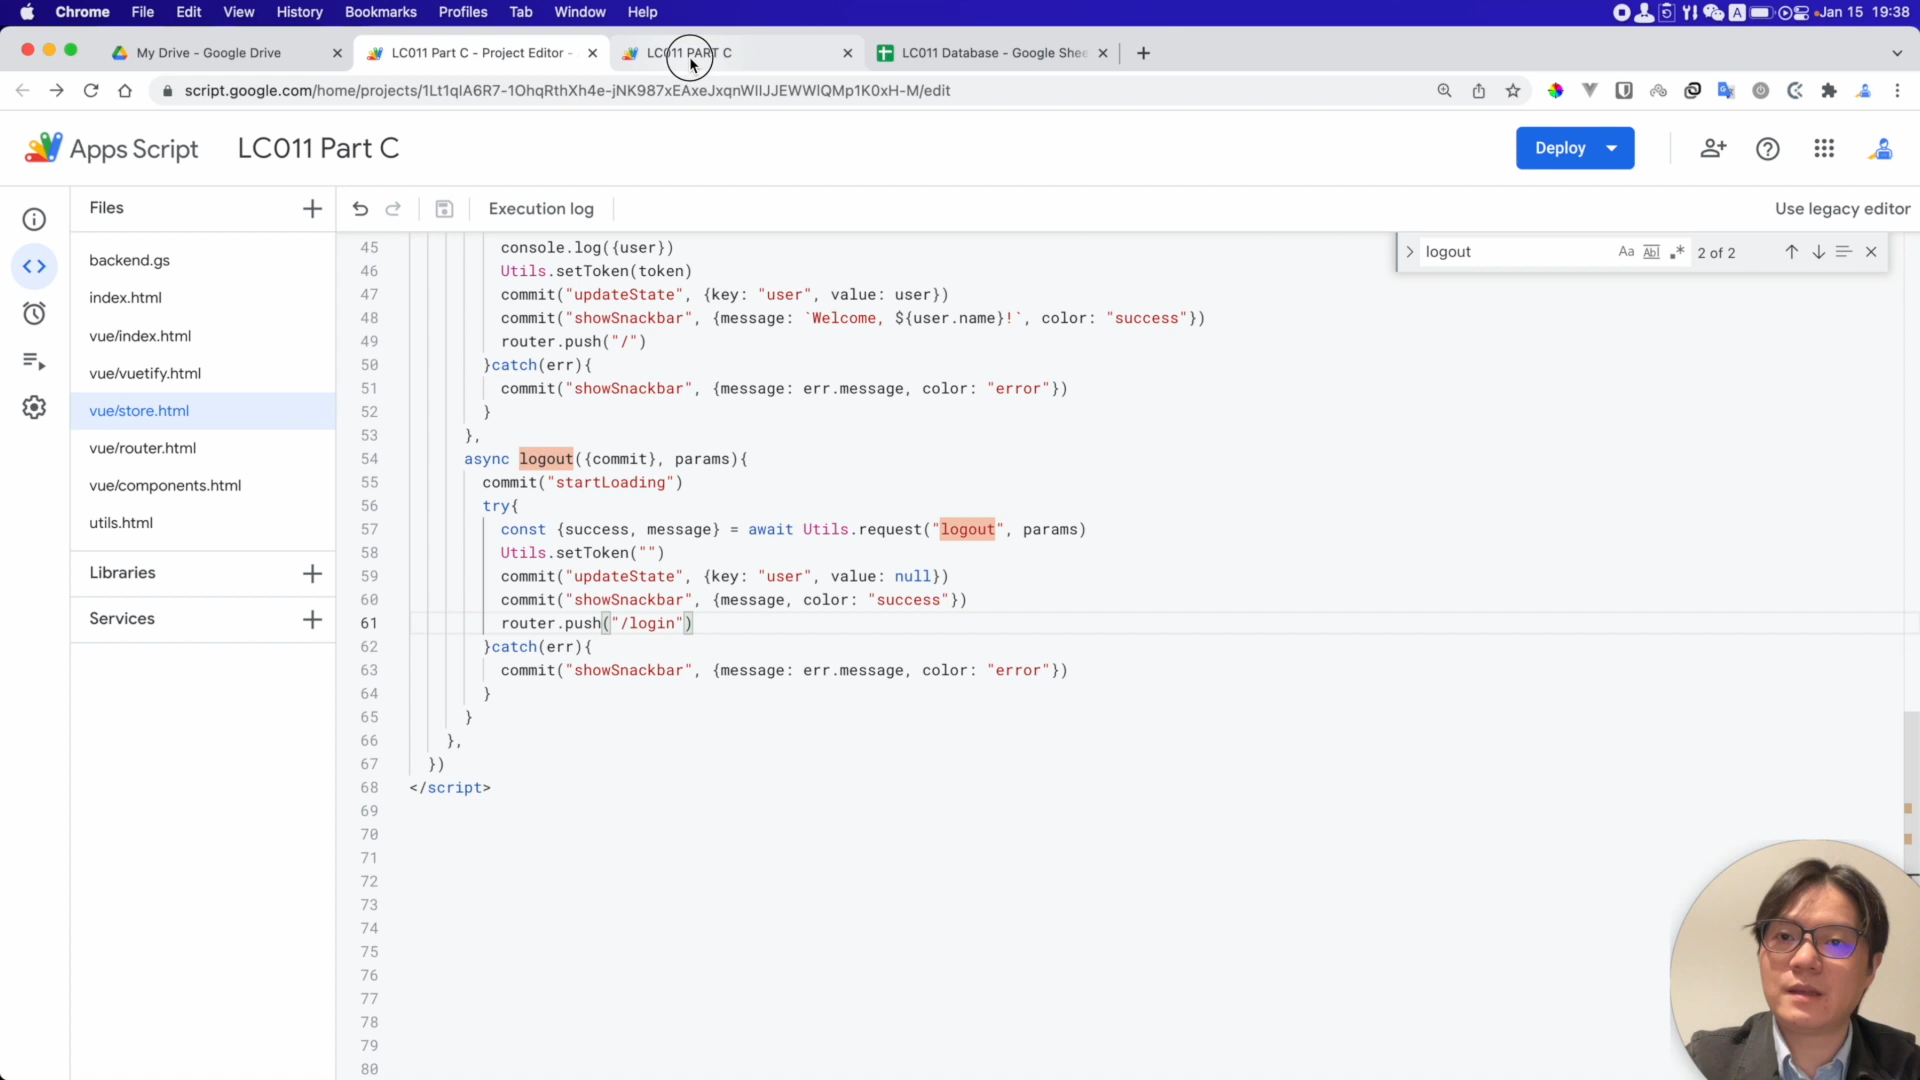 Chrome File Edit View History Bookmarks Profiles Tab Window Help
A Jan 15 19:38
My Drive - Google Drive
LC011 Part C - Project Editor -
LC011 PART C
LC011 Database - Google Shee
script.google.com/home/projects/1Lt1qIA6R7-1OhqRthXh4e-jNK987xEAxeJxqnWIIJJEWWIQMp1K0xH-M/edit
Apps Script LC011 Part C
Deploy
Files
Execution log
Use legacy editor
logout Aa Abl .* 2 of 2
backend.gs
index.html
vue/index.html
vue/vuetify.html
vue/store.html
vue/router.html
vue/components.html
utils.html
Libraries
Services
45 console.log({user})
46 Utils.setToken(token)
47 commit("updateState", {key: "user", value: user})
48 commit("showSnackbar", {message: `Welcome, ${user.name}!`, color: "success"})
49 router.push("/")
50 }catch(err){
51 commit("showSnackbar", {message: err.message, color: "error"})
52 }
53 },
54 async logout({commit}, params){
55 commit("startLoading")
56 try{
57 const {success, message} = await Utils.request("logout", params)
58 Utils.setToken("")
59 commit("updateState", {key: "user", value: null})
60 commit("showSnackbar", {message, color: "success"})
61 router.push("/login")
62 }catch(err){
63 commit("showSnackbar", {message: err.message, color: "error"})
64 }
65 }
66 },
67 })
68 </script>
69
70
71
72
73
74
75
76
77
78
79
80